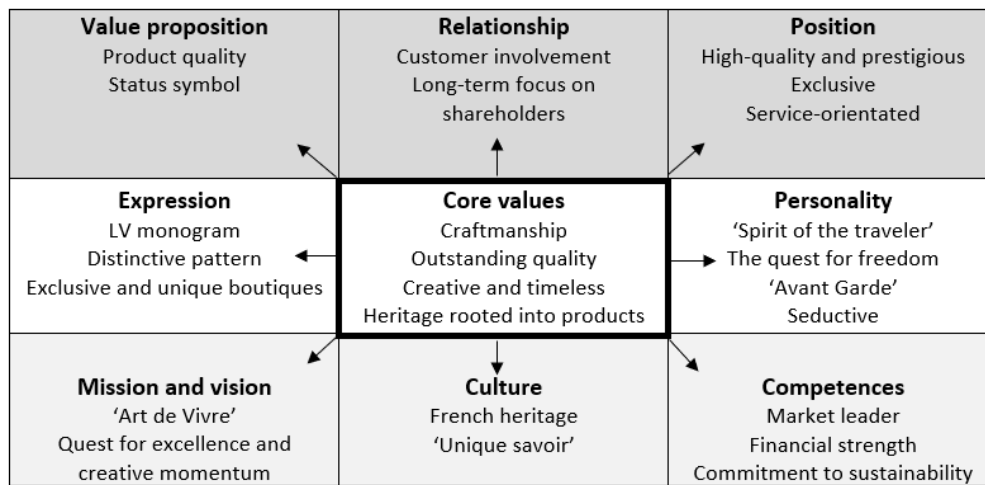 Value proposition
Product quality
Status symbol
Relationship
Customer involvement
Long-term focus on
shareholders
Position
High-quality and prestigious
Exclusive
Service-orientated
Expression
LV monogram
Distinctive pattern
Exclusive and unique boutiques
Core values
Craftmanship
Outstanding quality
Creative and timeless
Heritage rooted into products
Personality
‘Spirit of the traveler’
The quest for freedom
‘Avant Garde’
Seductive
Mission and vision
‘Art de Vivre’
Quest for excellence and
creative momentum
Culture
French heritage
‘Unique savoir’
Competences
Market leader
Financial strength
Commitment to sustainability